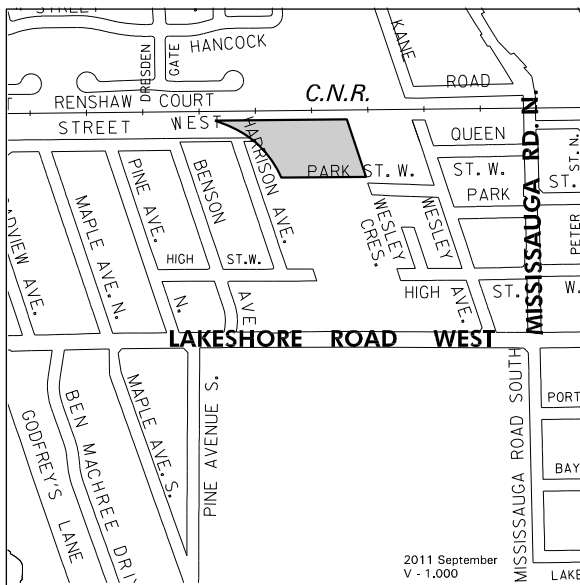 STREET
HANCOCK
DRESDEN
GATE
KANE
ROAD
RENSHAW COURT
C.N.R.
STREET WEST
QUEEN
ST. W.
HARRISON AVE.
PARK ST. W.
PARK
ST.
ST. N.
PETER
MISSISSAUGA RD. N.
PINE AVE.
BENSON
MAPLE AVE. N.
WESLEY
CRES.
WESLEY
AVE.
HIGH ST. W.
HIGH
ST.
W.
N.
AVE
LAKESHORE ROAD WEST
MAPLE AVE. S.
PINE AVENUE S.
BEN MACHREE
GODFREY'S LANE
MISSISSAUGA ROAD SOUTH
PORT
BAY
LAKE
2011 September
V - 1.000